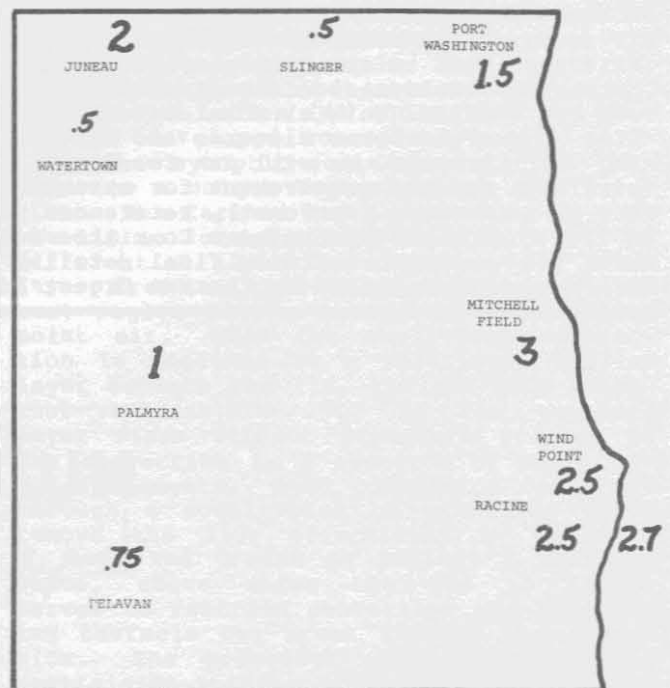 2
.5
PORT
WASHINGTON
JUNEAU
SLINGER
1.5
.5
WATERTOWN
MITCHELL
FIELD
3
1
PALMYRA
WIND
POINT
2.5
RACINE
2.5
2.7
.75
DELAVAN